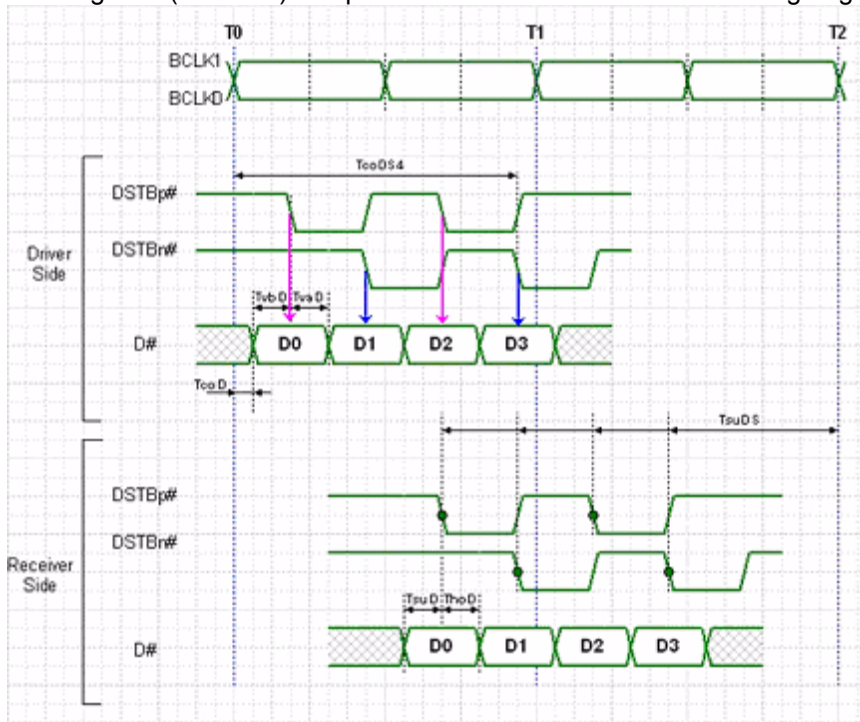 T0 T1 T2
BCLK1
BCLK0
TcoDS4
DSTBp#
DSTBn#
Driver
Side
TvbD TvaD
D# D0 D1 D2 D3
TcoD
TsuDS
DSTBp#
DSTBn#
Receiver
Side
TsuD ThoD
D# D0 D1 D2 D3